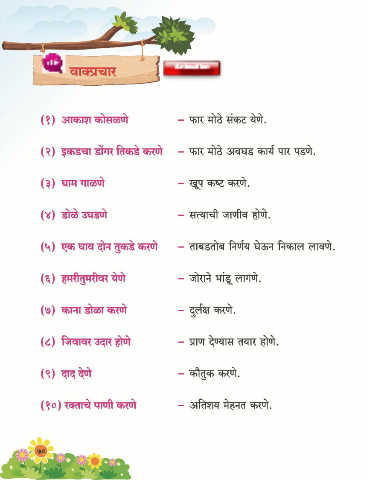 वाक्प्रचार
(१) आकाश कोसळणे – फार मोठे संकट येणे.
(२) इकडचा डोंगर तिकडे करणे – फार मोठे अवघड कार्य पार पडणे.
(३) घाम गाळणे – खूप कष्ट करणे.
(४) डोळे उघडणे – सत्याची जाणीव होणे.
(५) एक घाव दोन तुकडे करणे – ताबडतोब निर्णय घेऊन निकाल लावणे.
(६) हमरीतुमरीवर येणे – जोराने भांडू लागणे.
(७) काना डोळा करणे – दुर्लक्ष करणे.
(८) जिवावर उदार होणे – प्राण देण्यास तयार होणे.
(९) दाद देणे – कौतुक करणे.
(१०) रक्ताचे पाणी करणे – अतिशय मेहनत करणे.